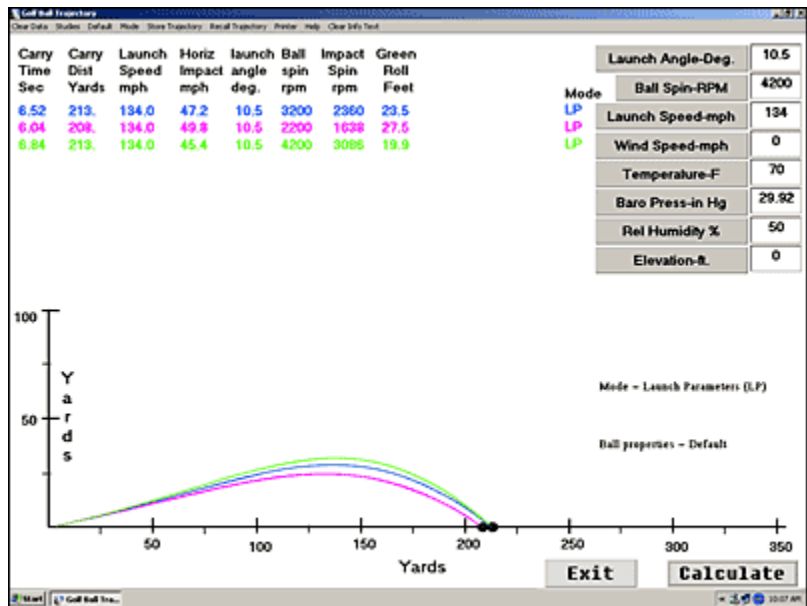 Golf Ball Trajectory
Clear Data Studies Default Mode Store Trajectory Recall Trajectory Printer Help Clear Info Text
Carry Carry Launch Horiz launch Ball Impact Green
Time Dist Speed Impact angle spin Spin Roll
Sec Yards mph mph deg. rpm rpm Feet
Mode
6.52 213. 134.0 47.2 10.5 3200 2360 23.5 LP
6.04 208. 134.0 49.8 10.5 2200 1638 27.5 LP
6.84 213. 134.0 45.4 10.5 4200 3086 19.9 LP
Launch Angle-Deg. 10.5
Ball Spin-RPM 4200
Launch Speed-mph 134
Wind Speed-mph 0
Temperature-F 70
Baro Press-in Hg 29.92
Rel Humidity % 50
Elevation-ft. 0
100
Yards
50
Mode = Launch Parameters (LP)
Ball properties = Default
50 100 150 200 250 300 350
Yards
Exit Calculate
Start Golf Ball Tra... 10:07 AM